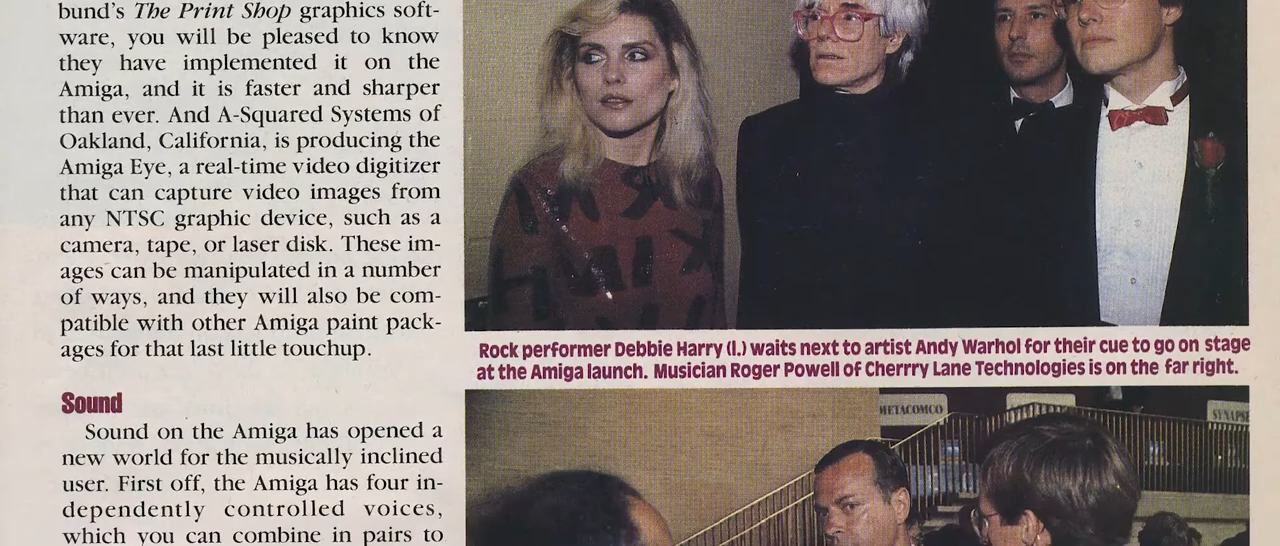 bund's The Print Shop graphics soft-
ware, you will be pleased to know
they have implemented it on the
Amiga, and it is faster and sharper
than ever. And A-Squared Systems of
Oakland, California, is producing the
Amiga Eye, a real-time video digitizer
that can capture video images from
any NTSC graphic device, such as a
camera, tape, or laser disk. These im-
ages can be manipulated in a number
of ways, and they will also be com-
patible with other Amiga paint pack-
ages for that last little touchup.
Sound
Sound on the Amiga has opened a
new world for the musically inclined
user. First off, the Amiga has four in-
dependently controlled voices,
which you can combine in pairs to
Rock performer Debbie Harry (l.) waits next to artist Andy Warhol for their cue to go on stage
at the Amiga launch. Musician Roger Powell of Cherrry Lane Technologies is on the far right.
METACOMCO
SYNAPSE